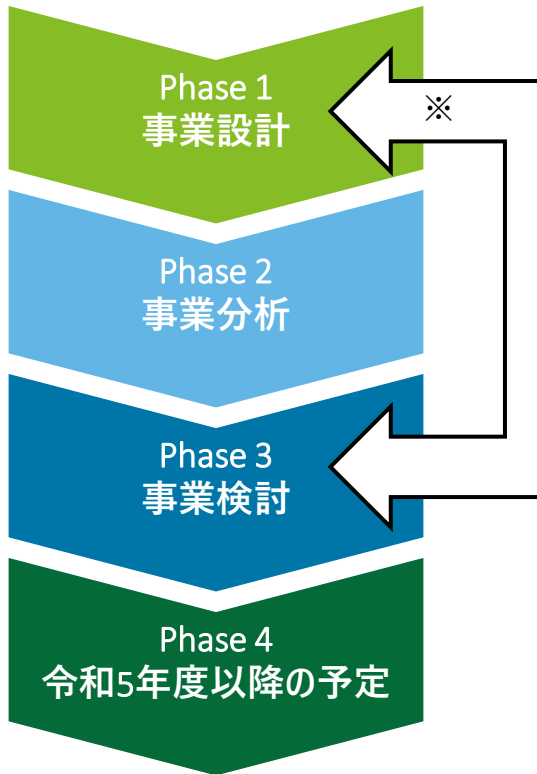 Phase 1
事業設計
※
Phase 2
事業分析
Phase 3
事業検討
Phase 4
令和5年度以降の予定